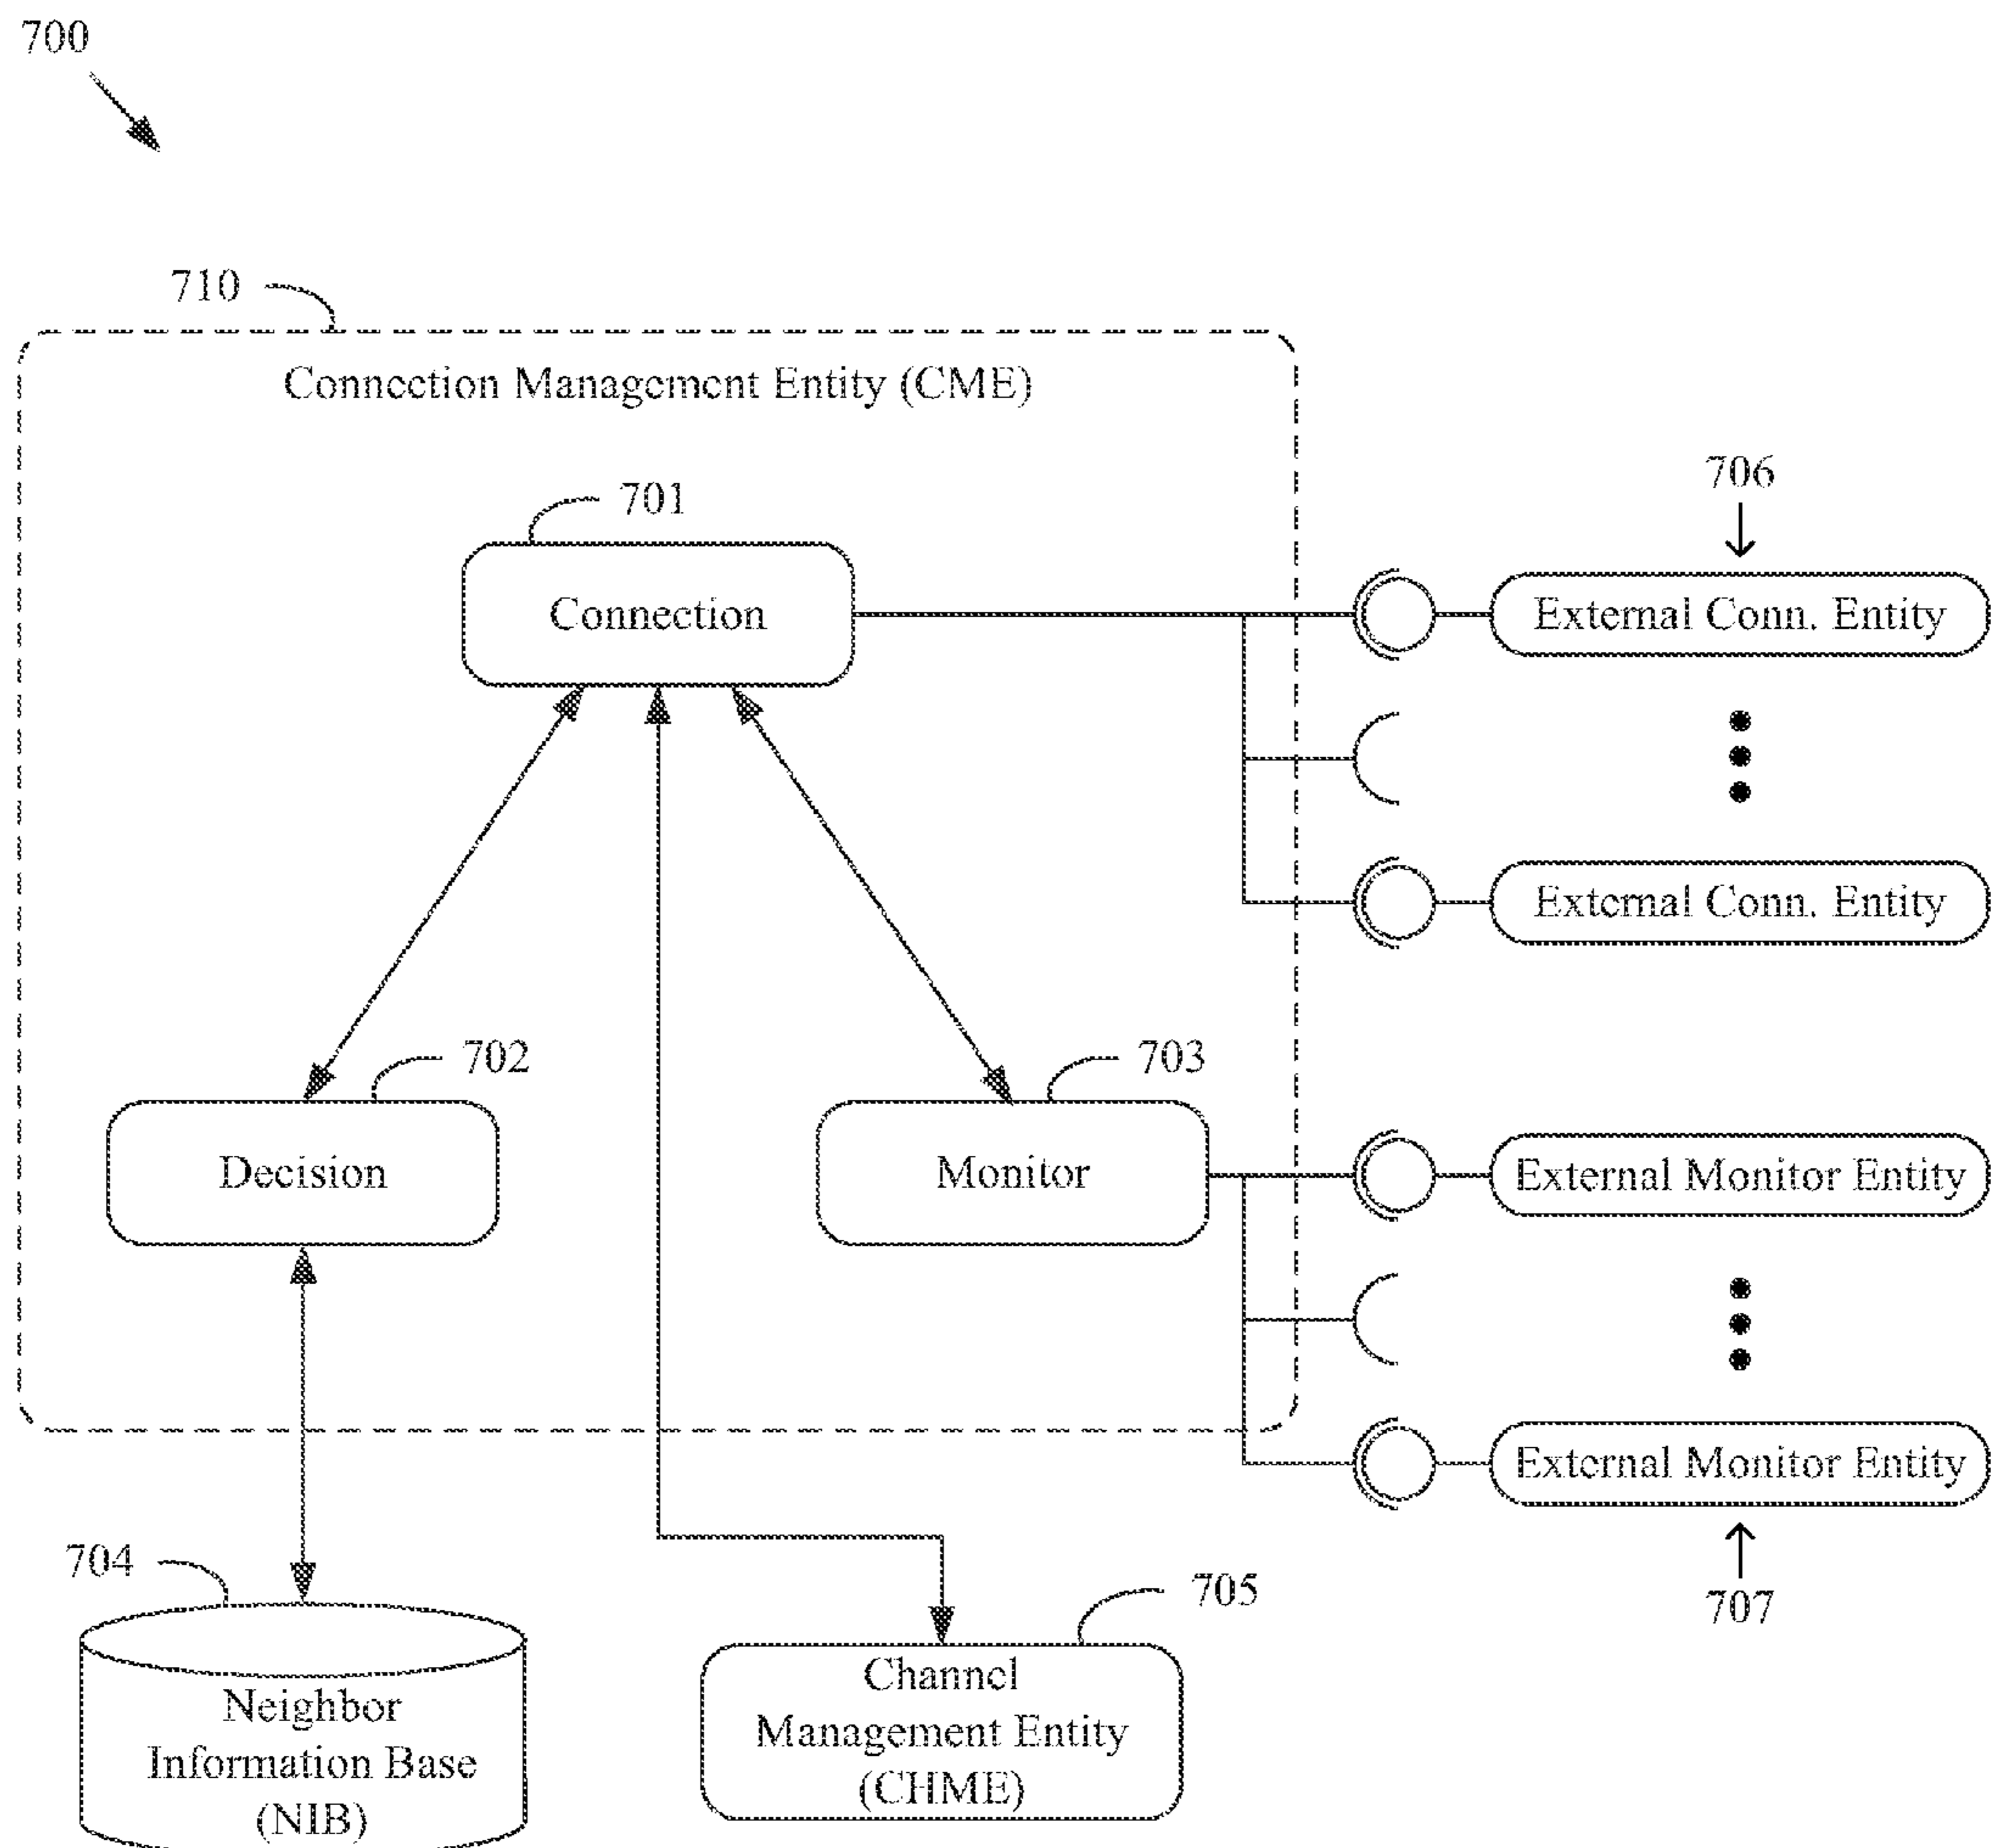 700
710
Connection Management Entity (CME)
701
706
Connection
External Conn. Entity
External Conn. Entity
702
703
Decision
Monitor
External Monitor Entity
External Monitor Entity
704
705
707
Neighbor
Information Base
(NIB)
Channel
Management Entity
(CHME)